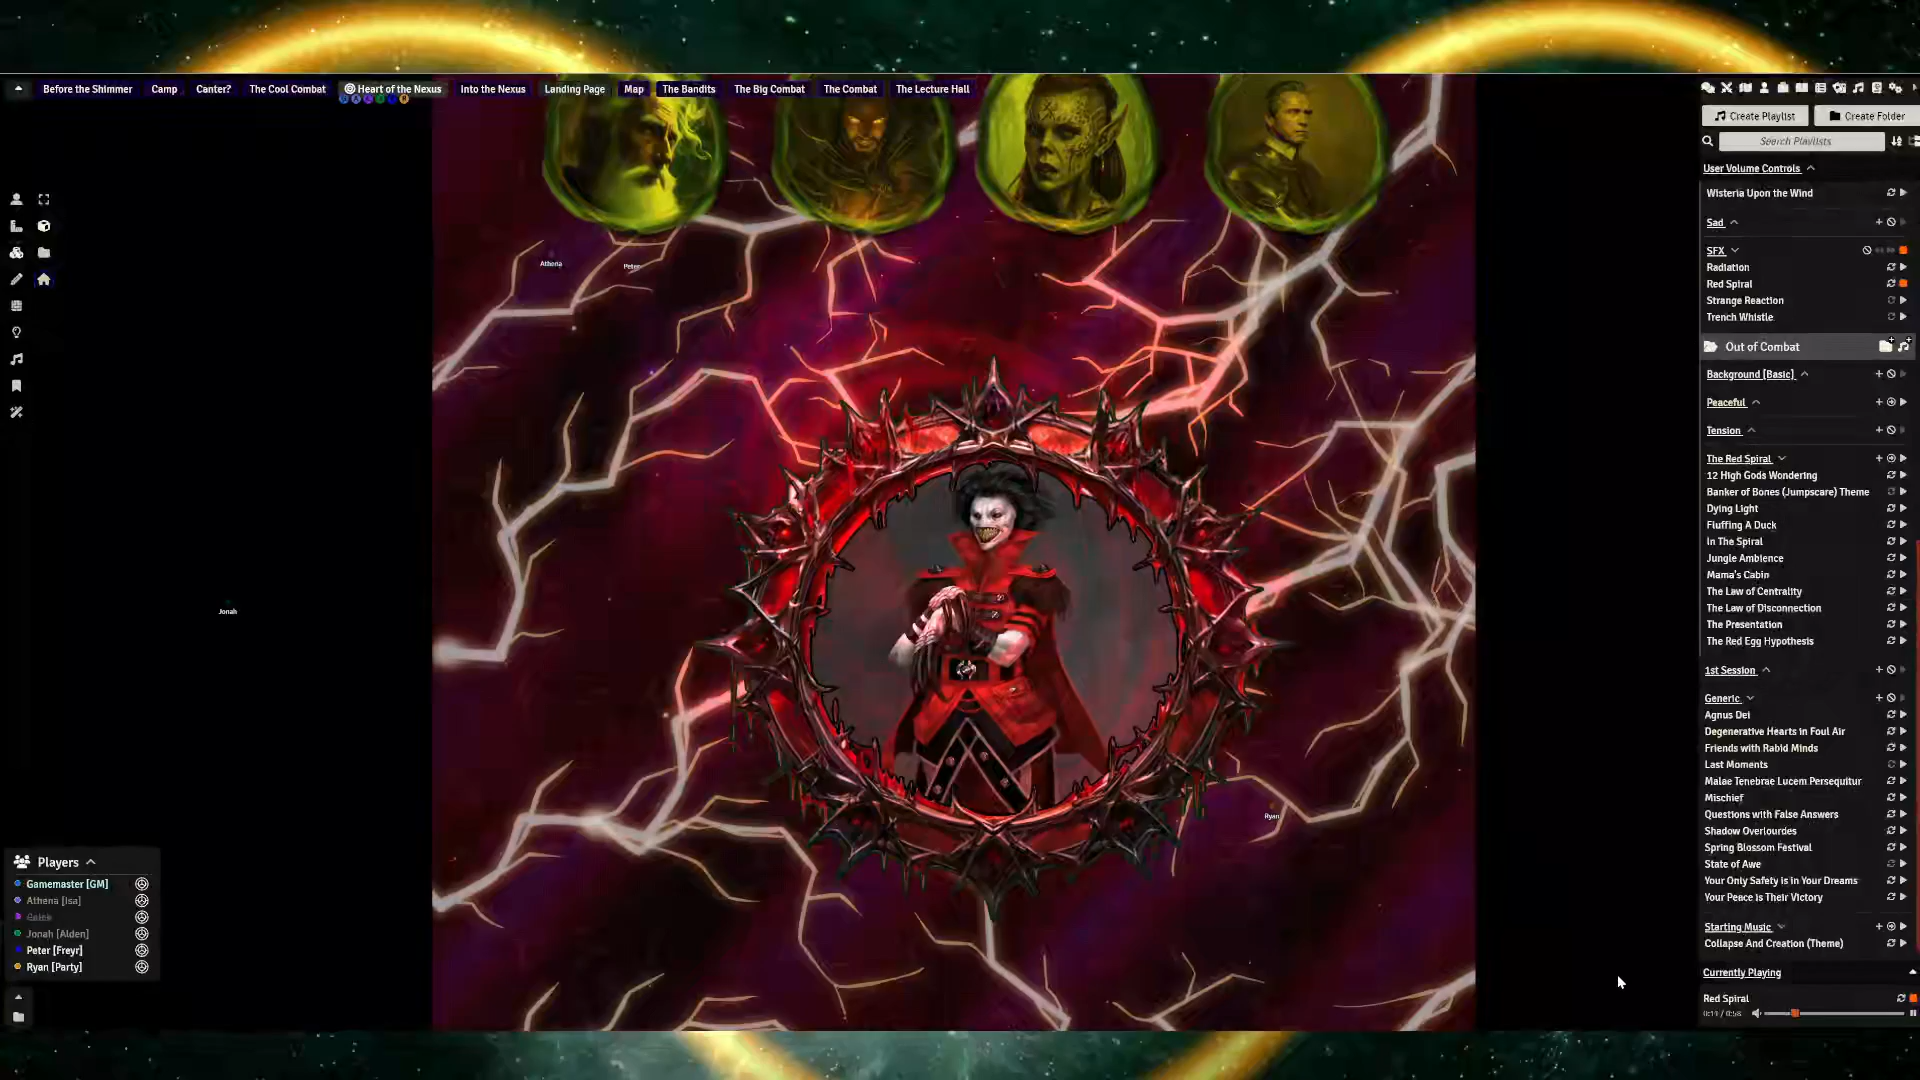 Before the Shimmer
Camp
Canter?
The Cool Combat
Heart of the Nexus
Into the Nexus
Landing Page
Map
The Bandits
The Big Combat
The Combat
The Lecture Hall
Create Playlist
Create Folder
Search Playlists
User Volume Controls
Wisteria Upon the Wind
Sad
SFX
Radiation
Red Spiral
Strange Reaction
Trench Whistle
Out of Combat
Background [Basic]
Peaceful
Tension
The Red Spiral
12 High Gods Wondering
Banker of Bones (Jumpscare) Theme
Dying Light
Fluffing A Duck
In The Spiral
Jungle Ambience
Mama's Cabin
The Law of Centrality
The Law of Disconnection
The Presentation
The Red Egg Hypothesis
1st Session
Generic
Agnus Dei
Degenerative Hearts in Foul Air
Friends with Rabid Minds
Last Moments
Malae Tenebrae Lucem Persequitur
Mischief
Questions with False Answers
Shadow Overlourdes
Spring Blossom Festival
State of Awe
Your Only Safety is in Your Dreams
Your Peace is Their Victory
Starting Music
Collapse And Creation (Theme)
Currently Playing
Red Spiral
0:11 / 0:58
Athena
Peter
Jonah
Ryan
Players
Gamemaster [GM]
Athena [Isa]
Jonah [Alden]
Peter [Freyr]
Ryan [Party]